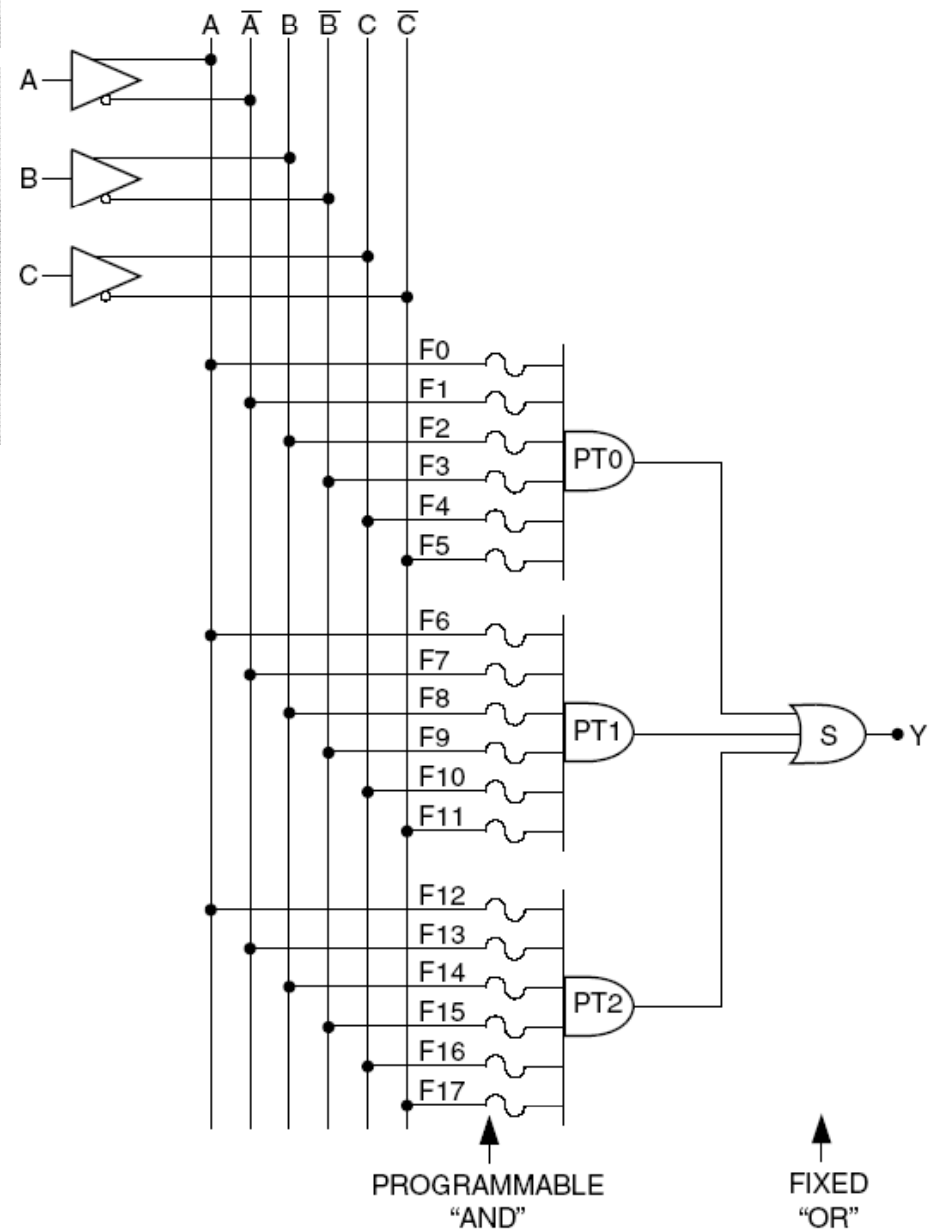 A A̅ B B̅ C C̅
A
B
C
F0
F1
F2
F3
F4
F5
PT0
F6
F7
F8
F9
F10
F11
PT1
S
Y
F12
F13
F14
F15
F16
F17
PT2
PROGRAMMABLE
“AND”
FIXED
“OR”